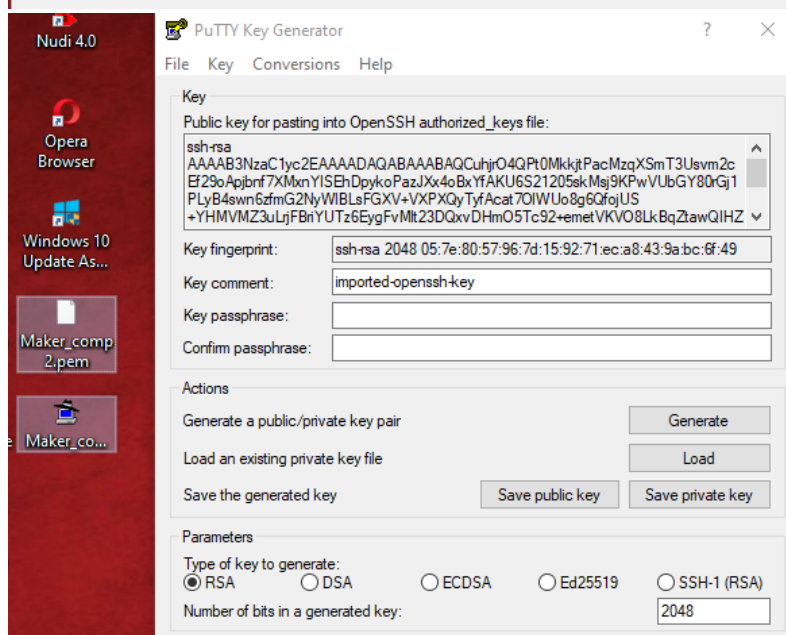 Nudi 4.0
Opera
Browser
Windows 10
Update As...
Maker_comp
2.pem
Maker_co...
PuTTY Key Generator
File Key Conversions Help
Key
Public key for pasting into OpenSSH authorized_keys file:
ssh-rsa
AAAAB3NzaC1yc2EAAAADAQABAAABAQCuhjrO4QPt0MkkjtPacMzqXSmT3Usvm2c
Ef29oApjbnf7XMxnYISEhDpykoPazJXx4oBxYfAKU6S21205skMsj9KPwVUbGY80rGj1
PLyB4swn6zfmG2NyWIBLsFGXV+VXPXQyTyfAcat7OIWUo8g6QfojUS
+YHMVMZ3uLrjFBriYUTz6EygFvMlt23DQxvDHmO5Tc92+emetVKVO8LkBqZtawQIHZ
Key fingerprint: ssh-rsa 2048 05:7e:80:57:96:7d:15:92:71:ec:a8:43:9a:bc:6f:49
Key comment: imported-openssh-key
Key passphrase:
Confirm passphrase:
Actions
Generate a public/private key pair Generate
Load an existing private key file Load
Save the generated key Save public key Save private key
Parameters
Type of key to generate:
RSA DSA ECDSA Ed25519 SSH-1 (RSA)
Number of bits in a generated key: 2048